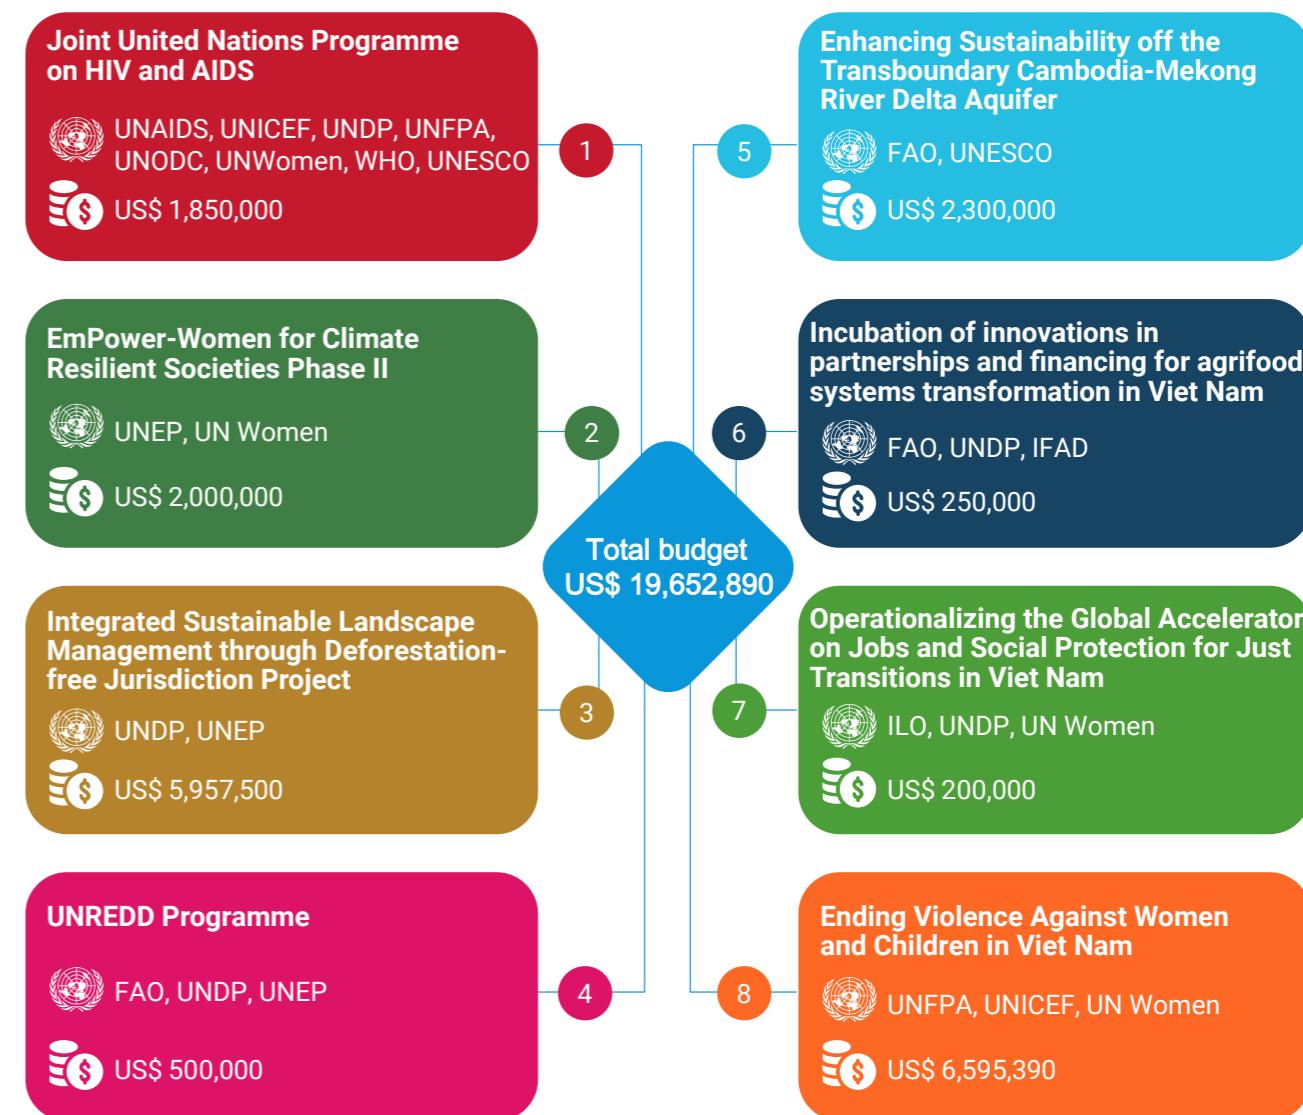 Joint United Nations Programme
on HIV and AIDS
UNAIDS, UNICEF, UNDP, UNFPA,
UNODC, UNWomen, WHO, UNESCO
US$ 1,850,000
1
EmPower-Women for Climate
Resilient Societies Phase II
UNEP, UN Women
US$ 2,000,000
2
Integrated Sustainable Landscape
Management through Deforestation-
free Jurisdiction Project
UNDP, UNEP
US$ 5,957,500
3
UNREDD Programme
FAO, UNDP, UNEP
US$ 500,000
4
Total budget
US$ 19,652,890
5
Enhancing Sustainability off the
Transboundary Cambodia-Mekong
River Delta Aquifer
FAO, UNESCO
US$ 2,300,000
6
Incubation of innovations in
partnerships and financing for agrifood
systems transformation in Viet Nam
FAO, UNDP, IFAD
US$ 250,000
7
Operationalizing the Global Accelerator
on Jobs and Social Protection for Just
Transitions in Viet Nam
ILO, UNDP, UN Women
US$ 200,000
8
Ending Violence Against Women
and Children in Viet Nam
UNFPA, UNICEF, UN Women
US$ 6,595,390